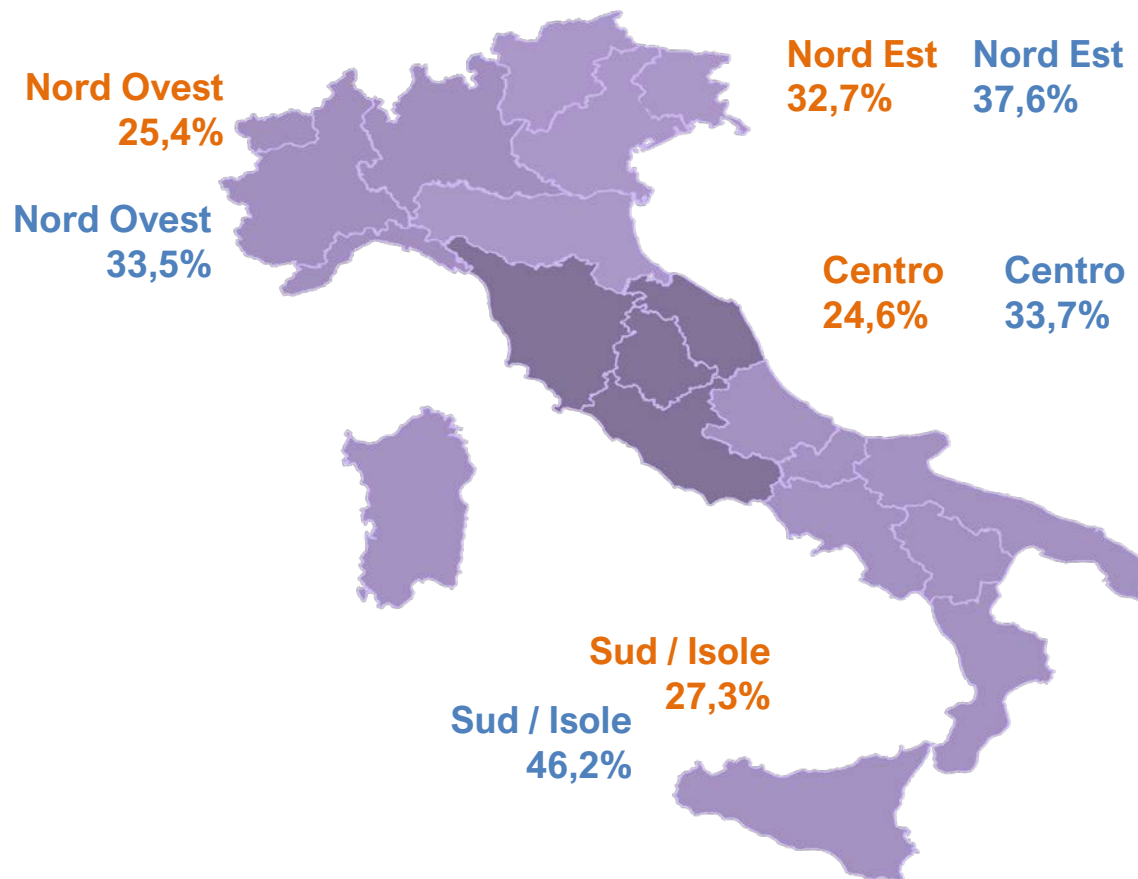 Nord Ovest
25,4%
Nord Ovest
33,5%
Nord Est
32,7%
Nord Est
37,6%
Centro
24,6%
Centro
33,7%
Sud / Isole
27,3%
Sud / Isole
46,2%